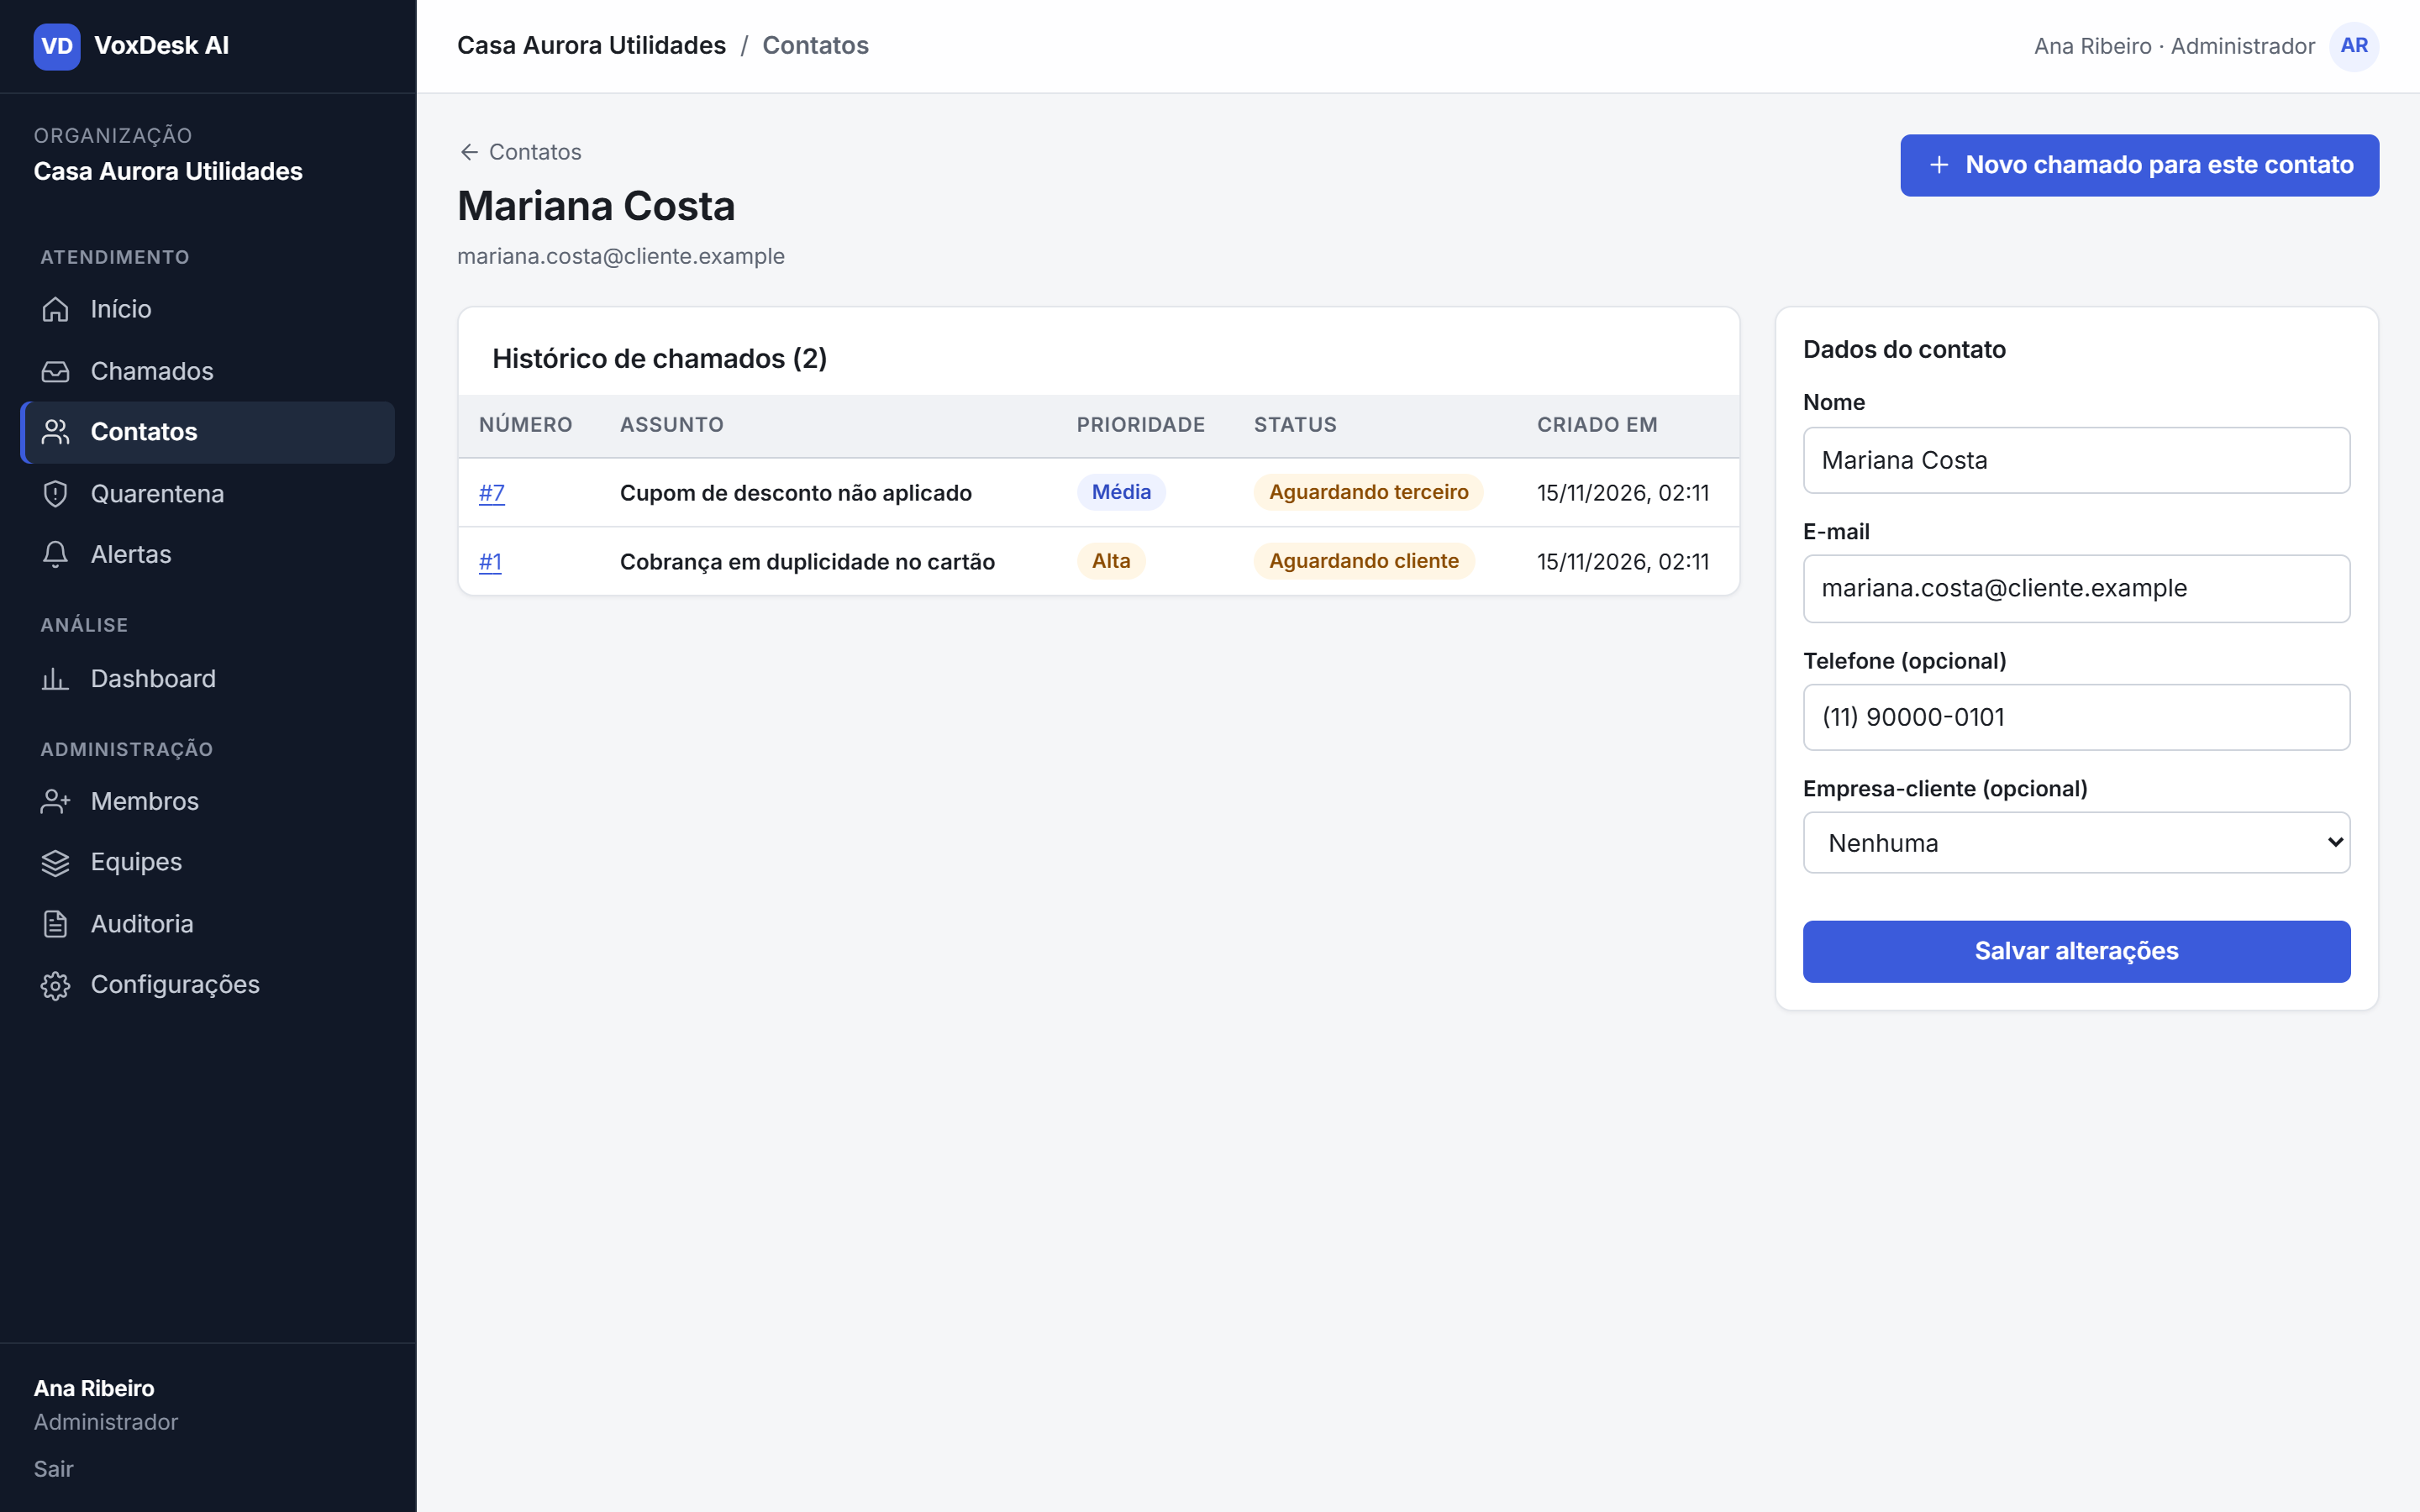 VD VoxDesk AI
ORGANIZAÇÃO
Casa Aurora Utilidades
ATENDIMENTO
Início
Chamados
Contatos
Quarentena
Alertas
ANÁLISE
Dashboard
ADMINISTRAÇÃO
Membros
Equipes
Auditoria
Configurações
Ana Ribeiro
Administrador
Sair
Casa Aurora Utilidades / Contatos
Ana Ribeiro · Administrador AR
← Contatos
Mariana Costa
mariana.costa@cliente.example
+ Novo chamado para este contato
Histórico de chamados (2)
NÚMERO ASSUNTO PRIORIDADE STATUS CRIADO EM
#7 Cupom de desconto não aplicado Média Aguardando terceiro 15/11/2026, 02:11
#1 Cobrança em duplicidade no cartão Alta Aguardando cliente 15/11/2026, 02:11
Dados do contato
Nome
Mariana Costa
E-mail
mariana.costa@cliente.example
Telefone (opcional)
(11) 90000-0101
Empresa-cliente (opcional)
Nenhuma
Salvar alterações